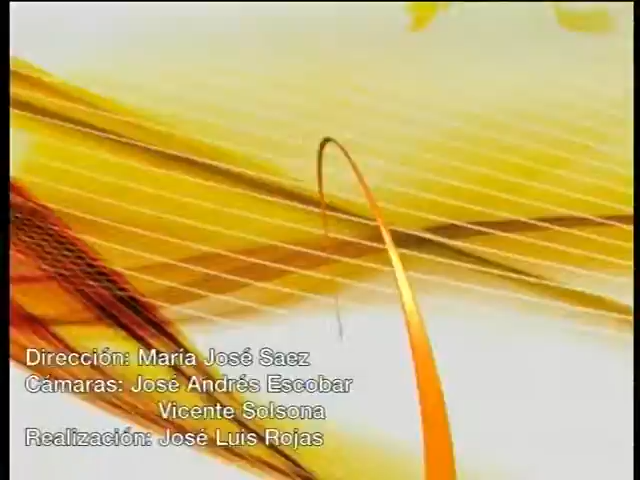 Dirección: María José Saez
Cámaras: José Andrés Escobar
Vicente Solsona
Realización: José Luis Rojas